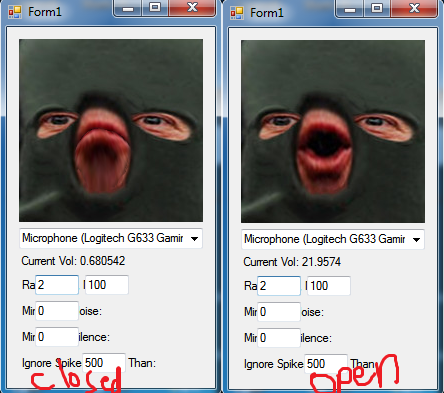 Form1
Microphone (Logitech G633 Gamir
Current Vol: 0.680542
Ra 2 l 100
Mir 0 oise:
Mir 0 ilence:
Ignore Spike 500 Than:
closed
Form1
Microphone (Logitech G633 Gamir
Current Vol: 21.9574
Ra 2 l 100
Mir 0 oise:
Mir 0 ilence:
Ignore Spike 500 Than:
open